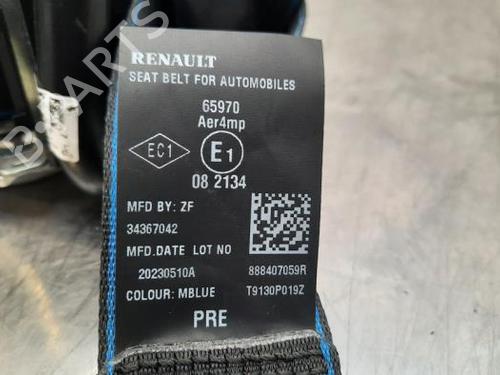 RENAULT
SEAT BELT FOR AUTOMOBILES
65970
Aer4mp
EC1
E1
08 2134
MFD BY: ZF
34367042
MFD.DATE LOT NO
20230510A
888407059R
COLOUR: MBLUE
T9130P019Z
PRE
B-PARTS